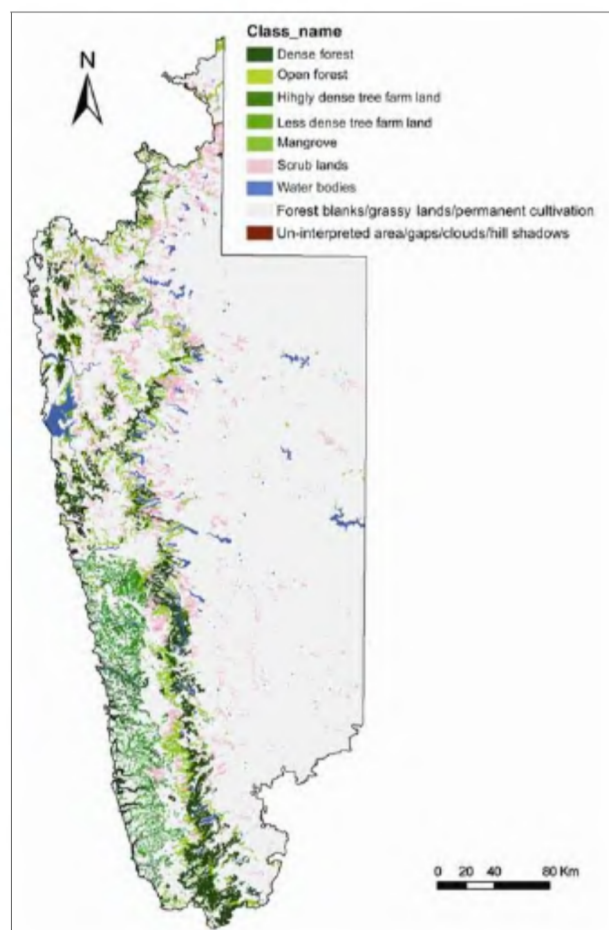 N
Class_name
Dense forest
Open forest
Hihgly dense tree farm land
Less dense tree farm land
Mangrove
Scrub lands
Water bodies
Forest blanks/grassy lands/permanent cultivation
Un-interpreted area/gaps/clouds/hill shadows
0 20 40 80 Km